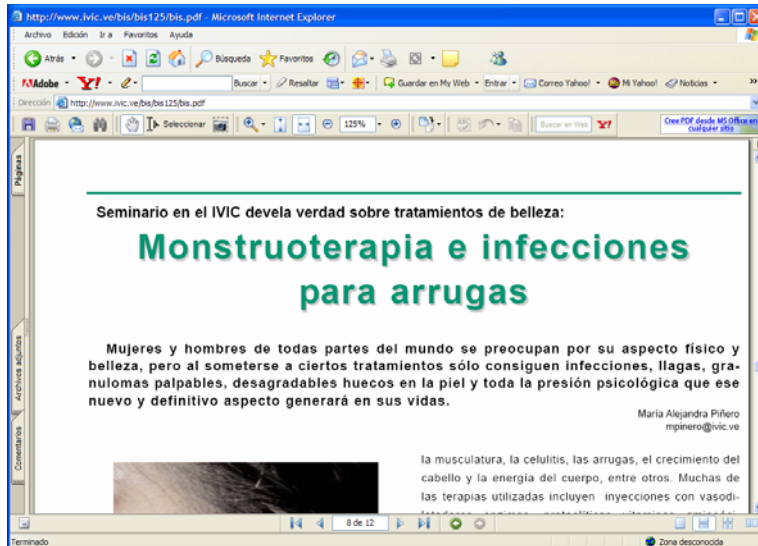 http://www.ivic.ve/bis/bis125/bis.pdf - Microsoft Internet Explorer
Archivo Edición Ir a Favoritos Ayuda
Atrás Búsqueda Favoritos
Adobe Y! Buscar Resaltar Guardar en My Web Entrar Correo Yahoo! Mi Yahoo! Noticias »
Dirección http://www.ivic.ve/bis/bis125/bis.pdf
Seleccionar 125% Buscar en Web Y! Cree PDF desde MS Office en
cualquier sitio
Páginas
Seminario en el IVIC devela verdad sobre tratamientos de belleza:
Monstruoterapia e infecciones
para arrugas
Mujeres y hombres de todas partes del mundo se preocupan por su aspecto físico y
belleza, pero al someterse a ciertos tratamientos sólo consiguen infecciones, llagas, gra-
nulomas palpables, desagradables huecos en la piel y toda la presión psicológica que ese
nuevo y definitivo aspecto generará en sus vidas.
María Alejandra Piñero
mpinero@ivic.ve
Archivos adjuntos
Comentarios
la musculatura, la celulitis, las arrugas, el crecimiento del
cabello y la energía del cuerpo, entre otros. Muchas de
las terapias utilizadas incluyen inyecciones con vasodi-
8 de 12
Terminado
Zona desconocida